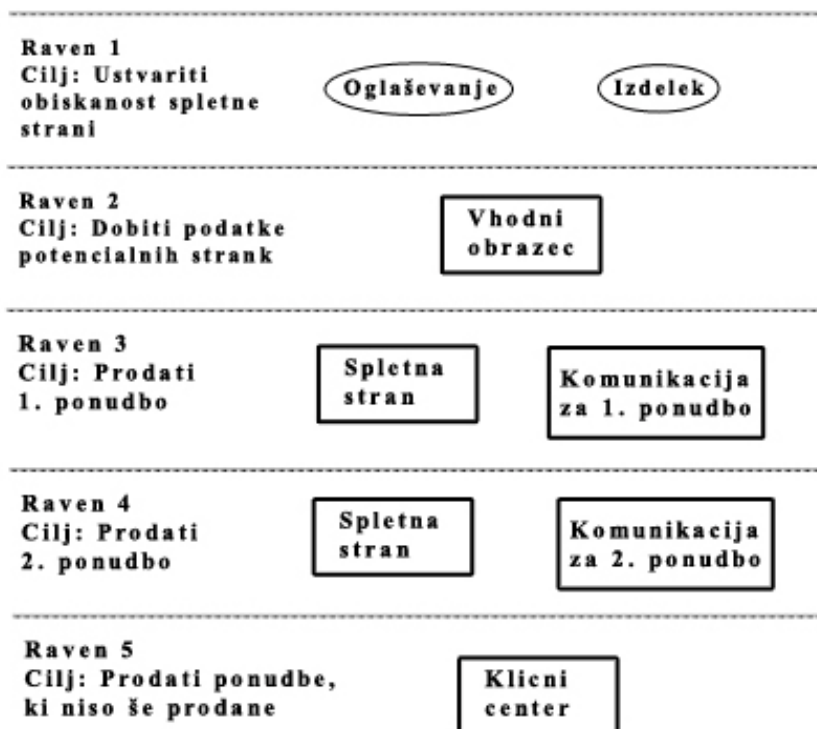 Raven 1
Cilj: Ustvariti
obiskanost spletne
strani
Oglaševanje
Izdelek
Raven 2
Cilj: Dobiti podatke
potencialnih strank
Vhodni
obrazec
Raven 3
Cilj: Prodati
1. ponudbo
Spletna
stran
Komunikacija
za 1. ponudbo
Raven 4
Cilj: Prodati
2. ponudbo
Spletna
stran
Komunikacija
za 2. ponudbo
Raven 5
Cilj: Prodati ponudbe,
ki niso še prodane
Klicni
center